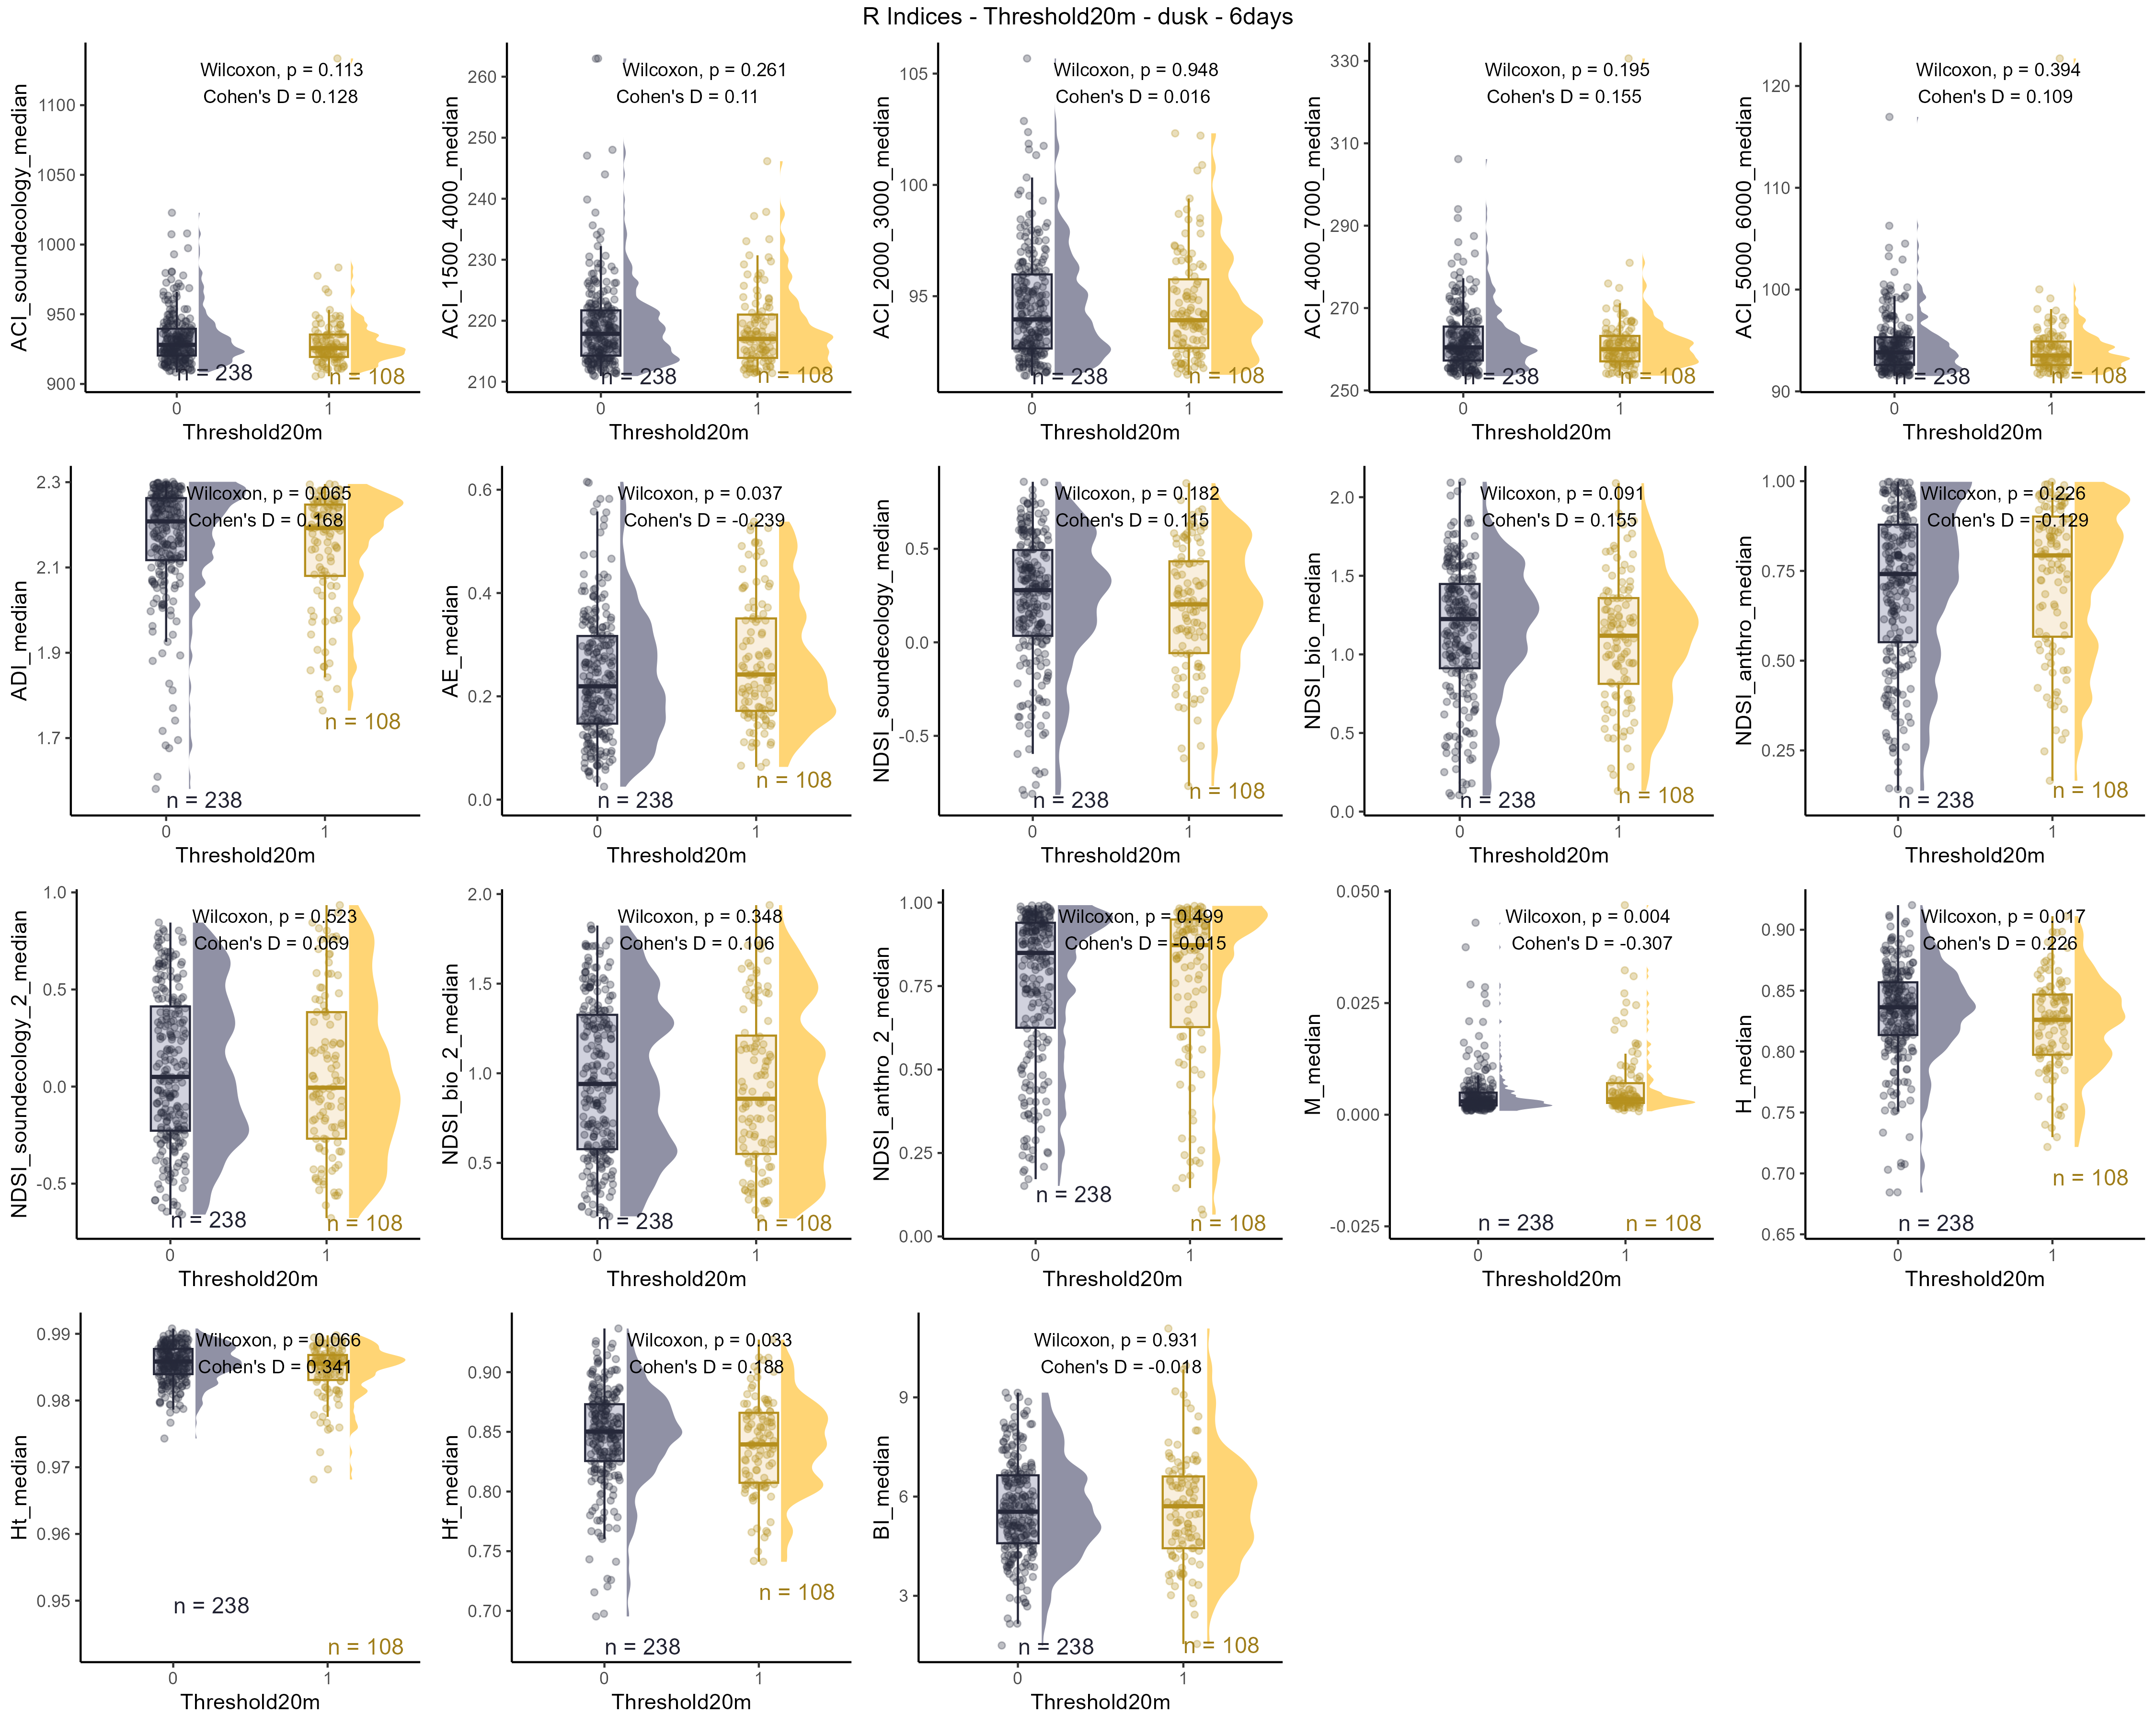 R Indices - Threshold20m - dusk - 6days
ACI_soundecology_median
Wilcoxon, p = 0.113
Cohen's D = 0.128
1100
1050
1000
950
900
n = 238
n = 108
0
1
Threshold20m
ACI_1500_4000_median
Wilcoxon, p = 0.261
Cohen's D = 0.11
260
250
240
230
220
210
n = 238
n = 108
0
1
Threshold20m
ACI_2000_3000_median
Wilcoxon, p = 0.948
Cohen's D = 0.016
105
100
95
n = 238
n = 108
0
1
Threshold20m
ACI_4000_7000_median
Wilcoxon, p = 0.195
Cohen's D = 0.155
330
310
290
270
250
n = 238
n = 108
0
1
Threshold20m
ACI_5000_6000_median
Wilcoxon, p = 0.394
Cohen's D = 0.109
120
110
100
90
n = 238
n = 108
0
1
Threshold20m
ADI_median
Wilcoxon, p = 0.065
Cohen's D = 0.168
2.3
2.1
1.9
1.7
n = 238
n = 108
0
1
Threshold20m
AE_median
Wilcoxon, p = 0.037
Cohen's D = -0.239
0.6
0.4
0.2
0.0
n = 238
n = 108
0
1
Threshold20m
NDSI_soundecology_median
Wilcoxon, p = 0.182
Cohen's D = 0.115
0.5
0.0
-0.5
n = 238
n = 108
0
1
Threshold20m
NDSI_bio_median
Wilcoxon, p = 0.091
Cohen's D = 0.155
2.0
1.5
1.0
0.5
0.0
n = 238
n = 108
0
1
Threshold20m
NDSI_anthro_median
Wilcoxon, p = 0.226
Cohen's D = -0.129
1.00
0.75
0.50
0.25
n = 238
n = 108
0
1
Threshold20m
NDSI_soundecology_2_median
Wilcoxon, p = 0.523
Cohen's D = 0.069
1.0
0.5
0.0
-0.5
n = 238
n = 108
0
1
Threshold20m
NDSI_bio_2_median
Wilcoxon, p = 0.348
Cohen's D = 0.106
2.0
1.5
1.0
0.5
n = 238
n = 108
0
1
Threshold20m
NDSI_anthro_2_median
Wilcoxon, p = 0.499
Cohen's D = -0.015
1.00
0.75
0.50
0.25
0.00
n = 238
n = 108
0
1
Threshold20m
M_median
Wilcoxon, p = 0.004
Cohen's D = -0.307
0.050
0.025
0.000
-0.025
n = 238
n = 108
0
1
Threshold20m
H_median
Wilcoxon, p = 0.017
Cohen's D = 0.226
0.90
0.85
0.80
0.75
0.70
0.65
n = 238
n = 108
0
1
Threshold20m
Ht_median
Wilcoxon, p = 0.066
Cohen's D = 0.341
0.99
0.98
0.97
0.96
0.95
n = 238
n = 108
0
1
Threshold20m
Hf_median
Wilcoxon, p = 0.033
Cohen's D = 0.188
0.90
0.85
0.80
0.75
0.70
n = 238
n = 108
0
1
Threshold20m
BI_median
Wilcoxon, p = 0.931
Cohen's D = -0.018
9
6
3
n = 238
n = 108
0
1
Threshold20m